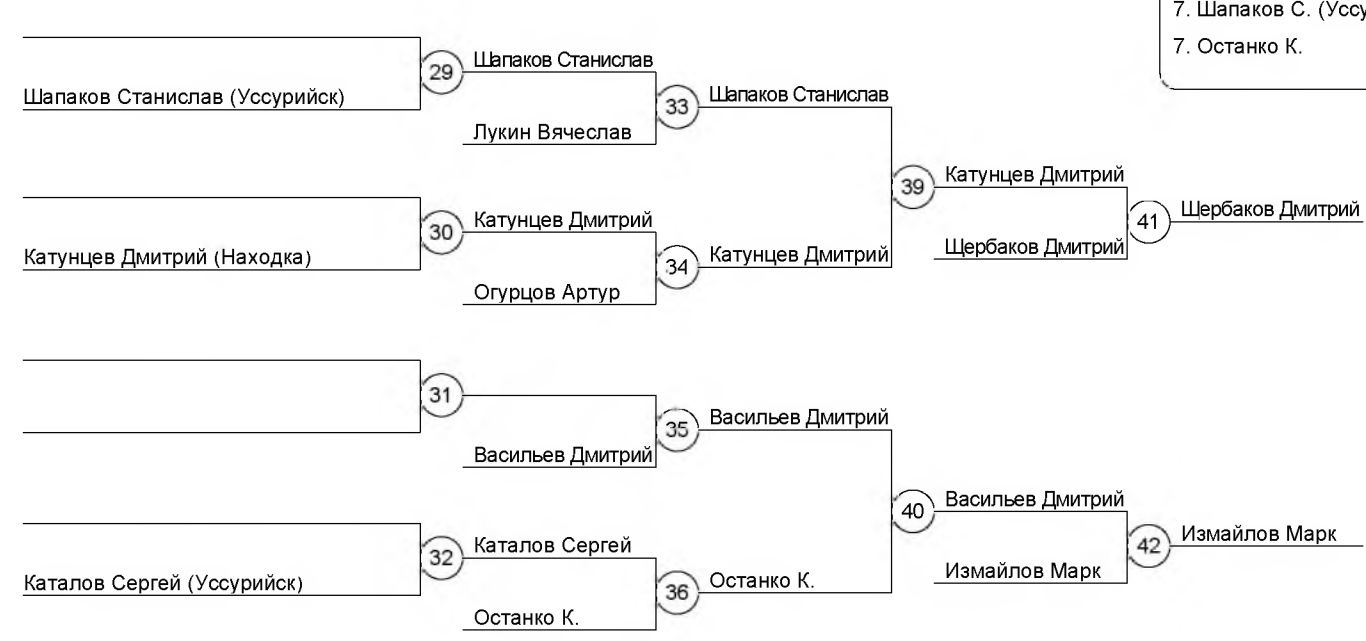 7. Шапаков С. (Уссу
7. Останко К.
Шапаков Станислав (Уссурийск)
29
Шапаков Станислав
Лукин Вячеслав
33
Шапаков Станислав
Катунцев Дмитрий (Находка)
30
Катунцев Дмитрий
Огурцов Артур
34
Катунцев Дмитрий
39
Катунцев Дмитрий
Щербаков Дмитрий
41
Щербаков Дмитрий
31
Васильев Дмитрий
35
Васильев Дмитрий
Каталов Сергей (Уссурийск)
32
Каталов Сергей
Останко К.
36
Останко К.
40
Васильев Дмитрий
Измайлов Марк
42
Измайлов Марк